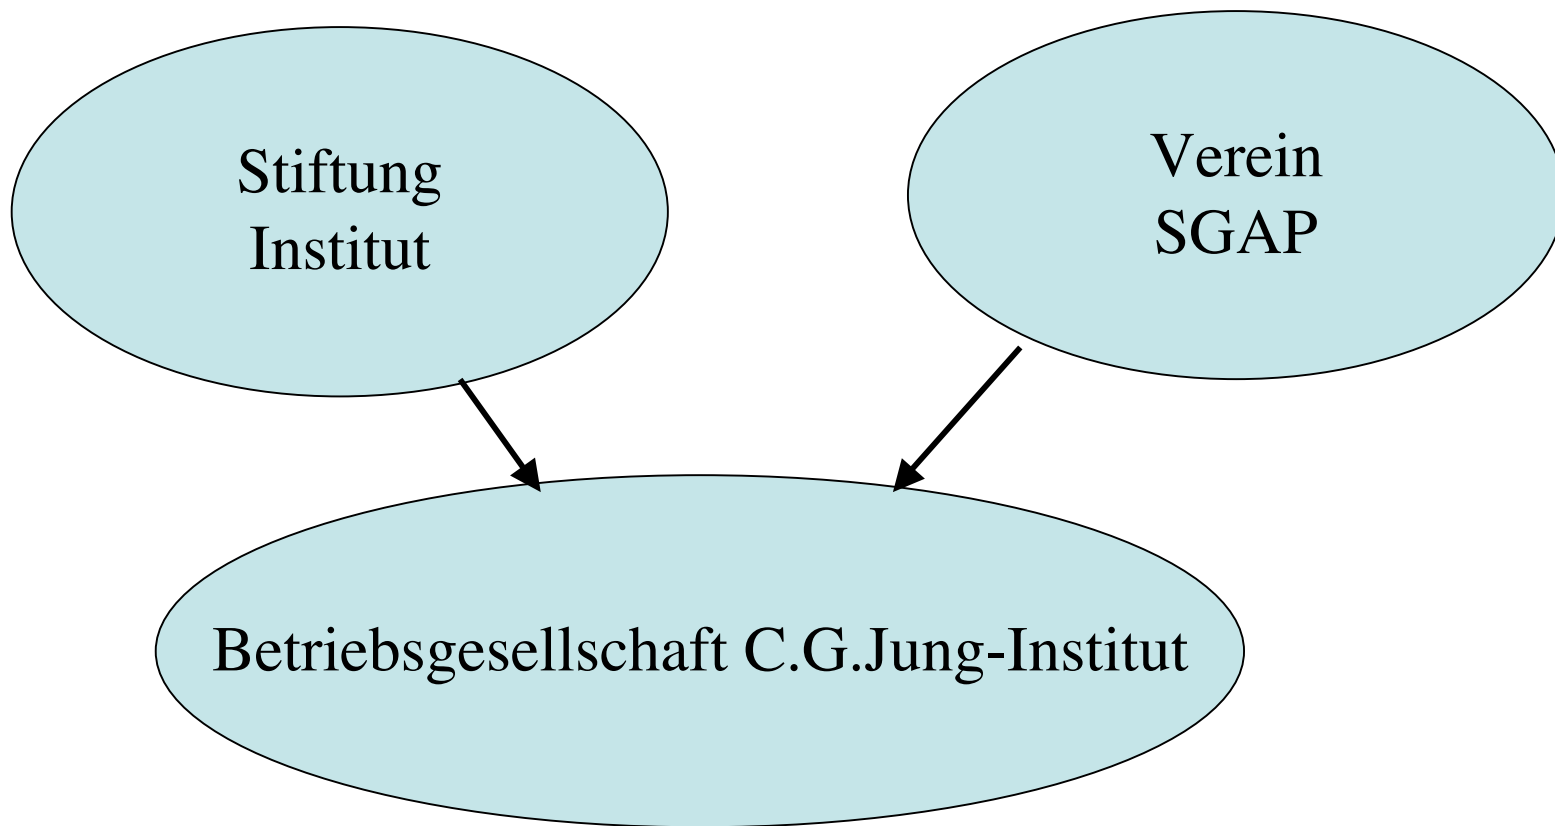 Stiftung
Institut
Verein
SGAP
Betriebsgesellschaft C.G.Jung-Institut